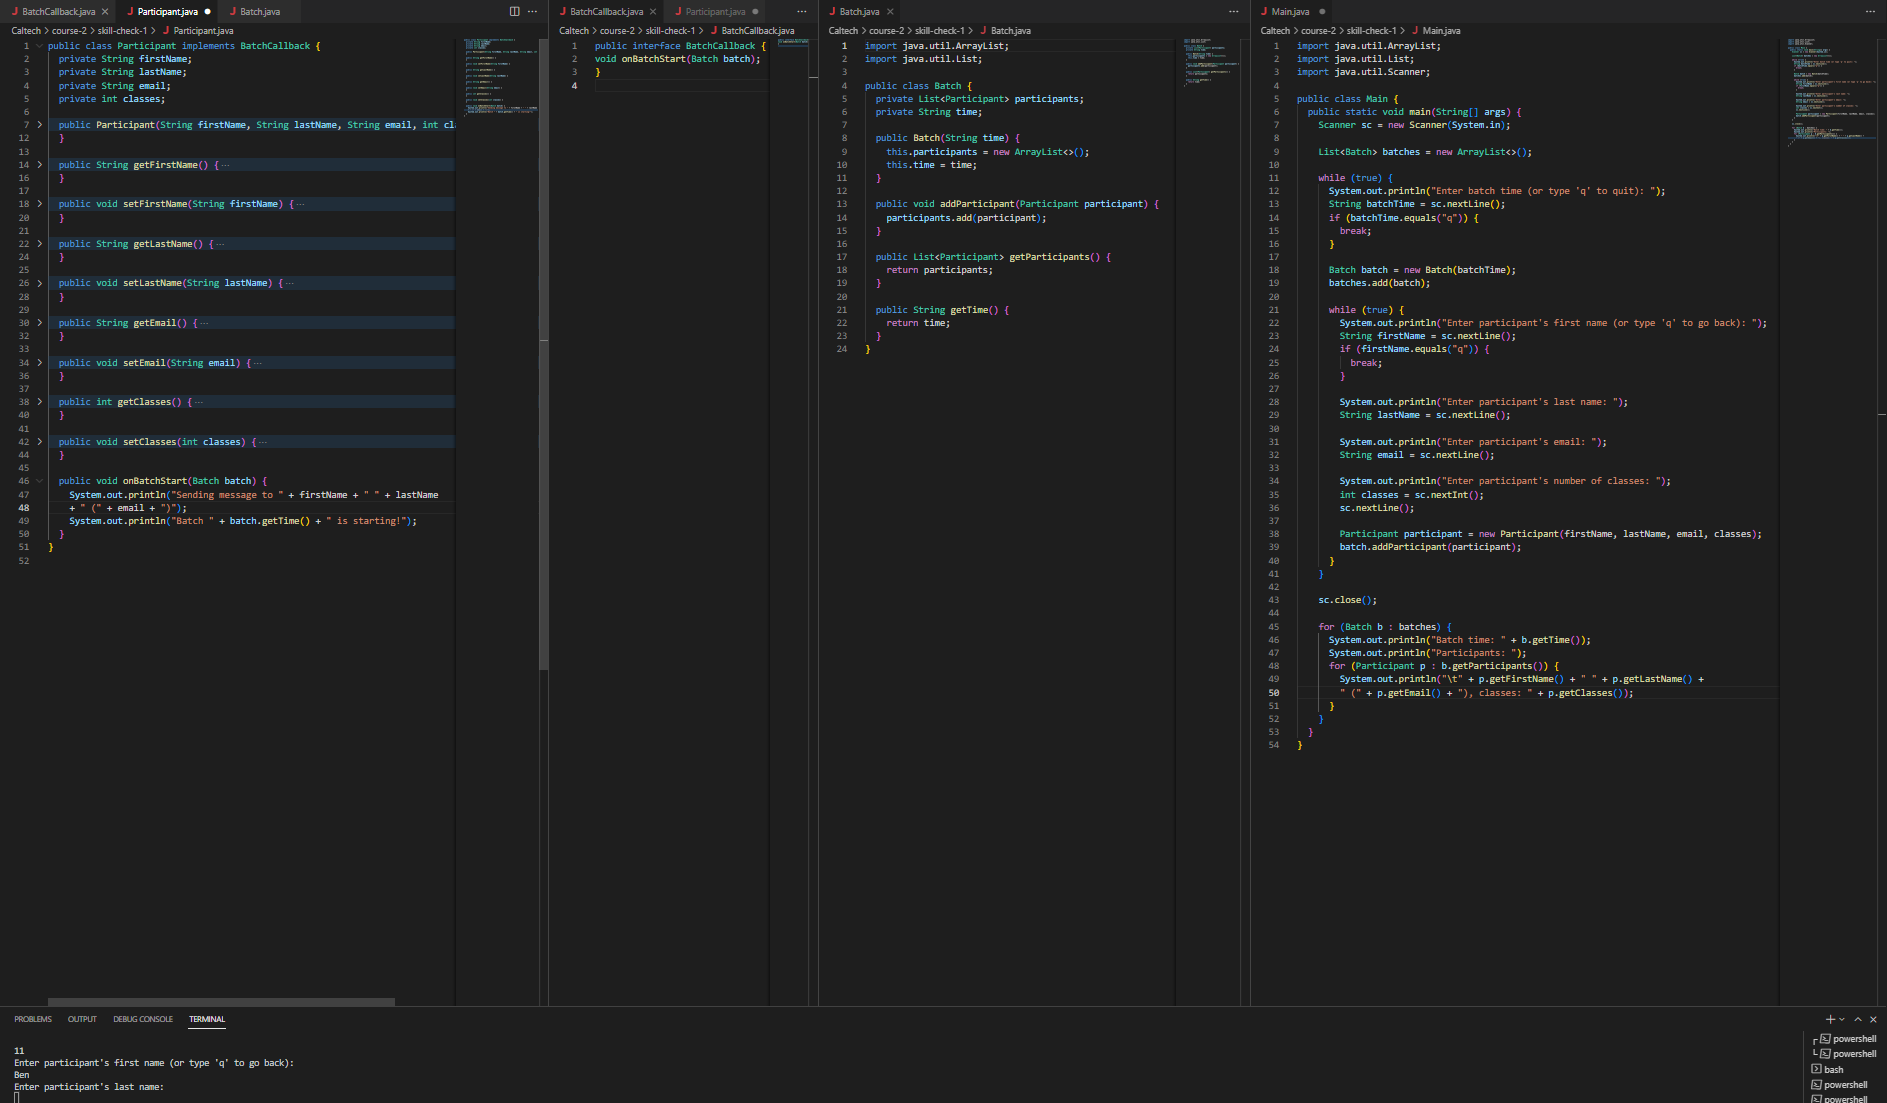 BatchCallback.java
Participant.java
Batch.java
Caltech > course-2 > skill-check-1 > Participant.java
1 public class Participant implements BatchCallback {
2 private String firstName;
3 private String lastName;
4 private String email;
5 private int classes;
6
7 public Participant(String firstName, String lastName, String email, int cl
12 }
13
14 public String getFirstName() { ...
16 }
17
18 public void setFirstName(String firstName) { ...
20 }
21
22 public String getLastName() { ...
24 }
25
26 public void setLastName(String lastName) { ...
28 }
29
30 public String getEmail() { ...
32 }
33
34 public void setEmail(String email) { ...
36 }
37
38 public int getClasses() { ...
40 }
41
42 public void setClasses(int classes) { ...
44 }
45
46 public void onBatchStart(Batch batch) {
47 System.out.println("Sending message to " + firstName + " " + lastName
48 + " (" + email + ")");
49 System.out.println("Batch " + batch.getTime() + " is starting!");
50 }
51 }
52
BatchCallback.java
Participant.java
Caltech > course-2 > skill-check-1 > BatchCallback.java
1 public interface BatchCallback {
2 void onBatchStart(Batch batch);
3 }
4
Batch.java
Caltech > course-2 > skill-check-1 > Batch.java
1 import java.util.ArrayList;
2 import java.util.List;
3
4 public class Batch {
5 private List<Participant> participants;
6 private String time;
7
8 public Batch(String time) {
9 this.participants = new ArrayList<>();
10 this.time = time;
11 }
12
13 public void addParticipant(Participant participant) {
14 participants.add(participant);
15 }
16
17 public List<Participant> getParticipants() {
18 return participants;
19 }
20
21 public String getTime() {
22 return time;
23 }
24 }
Main.java
Caltech > course-2 > skill-check-1 > Main.java
1 import java.util.ArrayList;
2 import java.util.List;
3 import java.util.Scanner;
4
5 public class Main {
6 public static void main(String[] args) {
7 Scanner sc = new Scanner(System.in);
8
9 List<Batch> batches = new ArrayList<>();
10
11 while (true) {
12 System.out.println("Enter batch time (or type 'q' to quit): ");
13 String batchTime = sc.nextLine();
14 if (batchTime.equals("q")) {
15 break;
16 }
17
18 Batch batch = new Batch(batchTime);
19 batches.add(batch);
20
21 while (true) {
22 System.out.println("Enter participant's first name (or type 'q' to go back): ");
23 String firstName = sc.nextLine();
24 if (firstName.equals("q")) {
25 break;
26 }
27
28 System.out.println("Enter participant's last name: ");
29 String lastName = sc.nextLine();
30
31 System.out.println("Enter participant's email: ");
32 String email = sc.nextLine();
33
34 System.out.println("Enter participant's number of classes: ");
35 int classes = sc.nextInt();
36 sc.nextLine();
37
38 Participant participant = new Participant(firstName, lastName, email, classes);
39 batch.addParticipant(participant);
40 }
41 }
42
43 sc.close();
44
45 for (Batch b : batches) {
46 System.out.println("Batch time: " + b.getTime());
47 System.out.println("Participants: ");
48 for (Participant p : b.getParticipants()) {
49 System.out.println("\t" + p.getFirstName() + " " + p.getLastName() +
50 " (" + p.getEmail() + "), classes: " + p.getClasses());
51 }
52 }
53 }
54 }
PROBLEMS OUTPUT DEBUG CONSOLE TERMINAL
11
Enter participant's first name (or type 'q' to go back):
Ben
Enter participant's last name:
powershell
powershell
bash
powershell
powershell